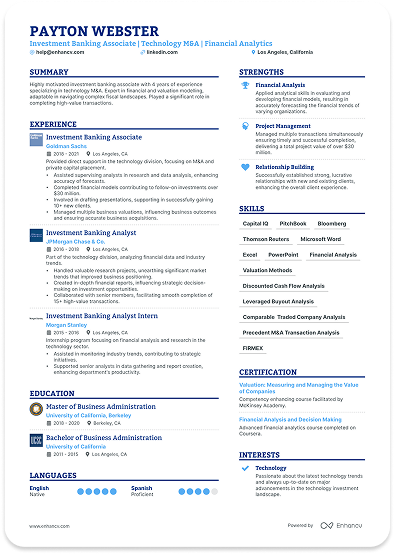 PAYTON WEBSTER
Investment Banking Associate | Technology M&A | Financial Analytics
help@enhancv.com
linkedin.com
Los Angeles, California
SUMMARY
Highly motivated investment banking associate with 6 years of experience
specializing in technology M&A. Expert in financial and valuation modeling,
adaptable in navigating complex fiscal landscapes. Played a significant role in
completing high-value transactions.
EXPERIENCE
Investment Banking Associate
Goldman Sachs
2018 - 2021
Los Angeles, CA
Provided direct support in the technology division, focusing on M&A and
private capital placement.
• Assisted supervising analysts in research and data analysis, enhancing
accuracy of forecasts.
• Completed financial models contributing to over-investments over
$30 million.
• Involved in drafting presentations, supporting in successfully gaining
10+ new clients.
• Managed multiple business valuations, influencing business outcomes
and ensuring accurate business acquisitions.
Investment Banking Analyst
JPMorgan Chase & Co.
2016 - 2018
Los Angeles, CA
Part of the technology division, analyzing financial data and industry
trends.
• Handled valuable research projects, unearthing significant market
trends that improved business positioning.
• Created in-depth financial reports, influencing strategic decision-
making on investment opportunities.
• Collaborated with senior members, facilitating smooth completion of
15+ high-value transactions.
Investment Banking Analyst Intern
Morgan Stanley
2015 - 2016
Los Angeles, CA
Internship program focusing on financial analysis and research in the
technology sector.
• Assisted in monitoring industry trends, contributing to strategic
initiatives.
• Supported senior analysts in data gathering and report creation,
enhancing department's productivity.
EDUCATION
Master of Business Administration
University of California, Berkeley
2018 - 2020
Berkeley, CA
Bachelor of Business Administration
University of California
2011 - 2015
Los Angeles, CA
LANGUAGES
English
Native
Spanish
Proficient
STRENGTHS
Financial Analysis
Applied analytical skills in evaluating and
developing financial models, resulting in
accurately forecasting the financial trends of
varying organizations.
Project Management
Managed multiple transactions simultaneously
ensuring timely and successful completion,
delivering a total project value of over $30
million.
Relationship Building
Successfully established strong, lucrative
relationships with new and existing clients,
enhancing the overall client experience.
SKILLS
Capital IQ PitchBook Bloomberg
Thomson Reuters Microsoft Word
Excel PowerPoint Financial Analysis
Valuation Methods
Discounted Cash Flow Analysis
Leveraged Buyout Analysis
Comparable Traded Company Analysis
Precedent M&A Transaction Analysis
FIRMEX
CERTIFICATION
Valuation: Measuring and Managing the Value
of Companies
Competency enhancing course facilitated by
McKinsey Academy.
Financial Analysis and Decision Making
Advanced financial analytics course completed on
Coursera.
INTERESTS
Technology
Passionate about the latest technology trends
and always up-to-date on major
advancements in the technology investment
landscape.
www.enhancv.com
Powered by
Enhancv